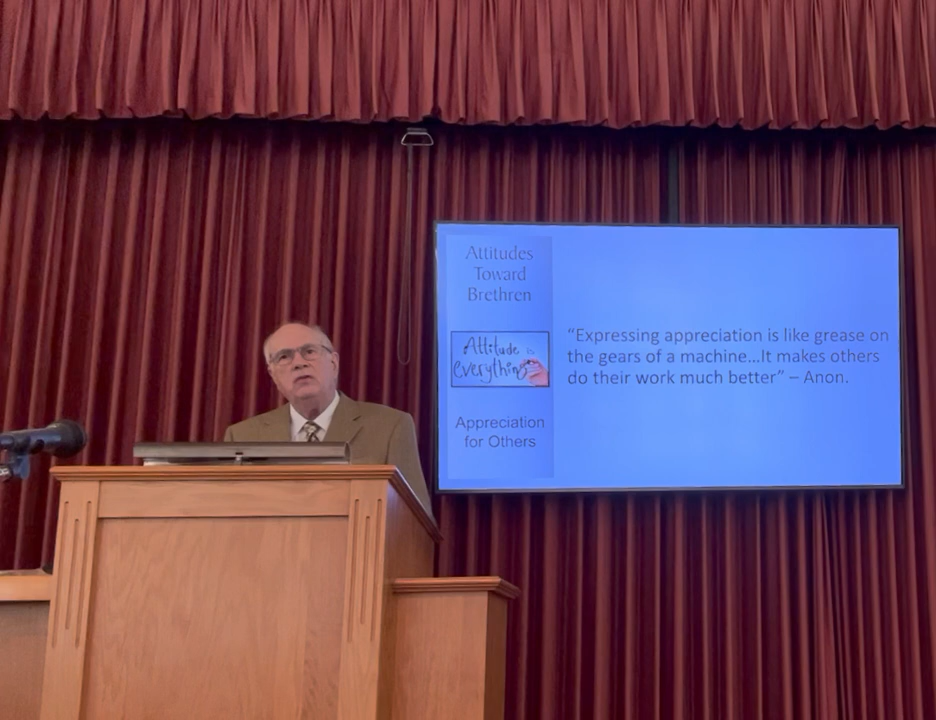 Attitudes
Toward
Brethren
Attitude is
everything
Appreciation
for Others
“Expressing appreciation is like grease on
the gears of a machine...It makes others
do their work much better” – Anon.